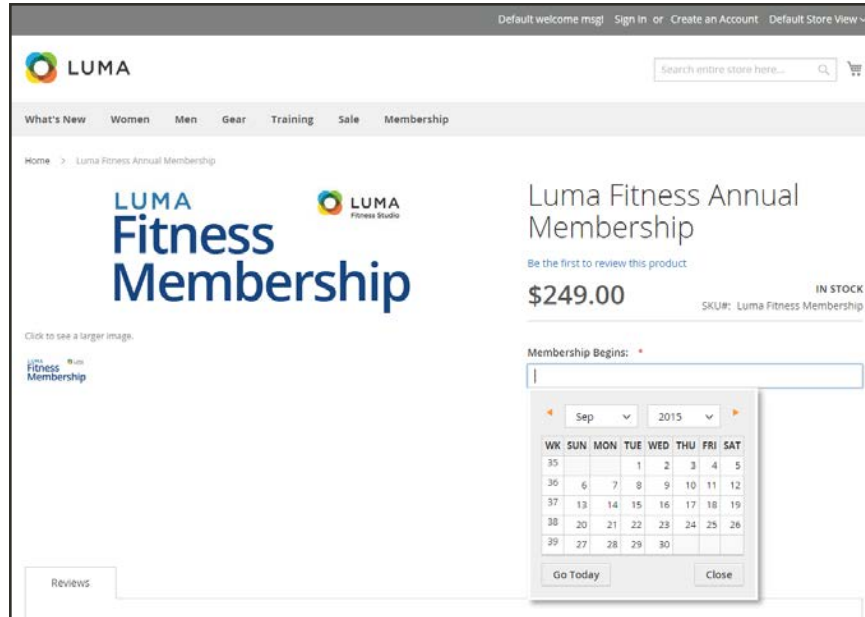 Default welcome msg! Sign In or Create an Account Default Store View
LUMA
Search entire store here...
What's New Women Men Gear Training Sale Membership
Home > Luma Fitness Annual Membership
LUMA
Fitness
Membership
LUMA
Fitness Studio
Luma Fitness Annual
Membership
Be the first to review this product
$249.00
IN STOCK
SKU#: Luma Fitness Membership
Click to see a larger image.
LUMA
Fitness
Membership
Membership Begins: *
Sep 2015
WK SUN MON TUE WED THU FRI SAT
35 1 2 3 4 5
36 6 7 8 9 10 11 12
37 13 14 15 16 17 18 19
38 20 21 22 23 24 25 26
39 27 28 29 30
Go Today Close
Reviews